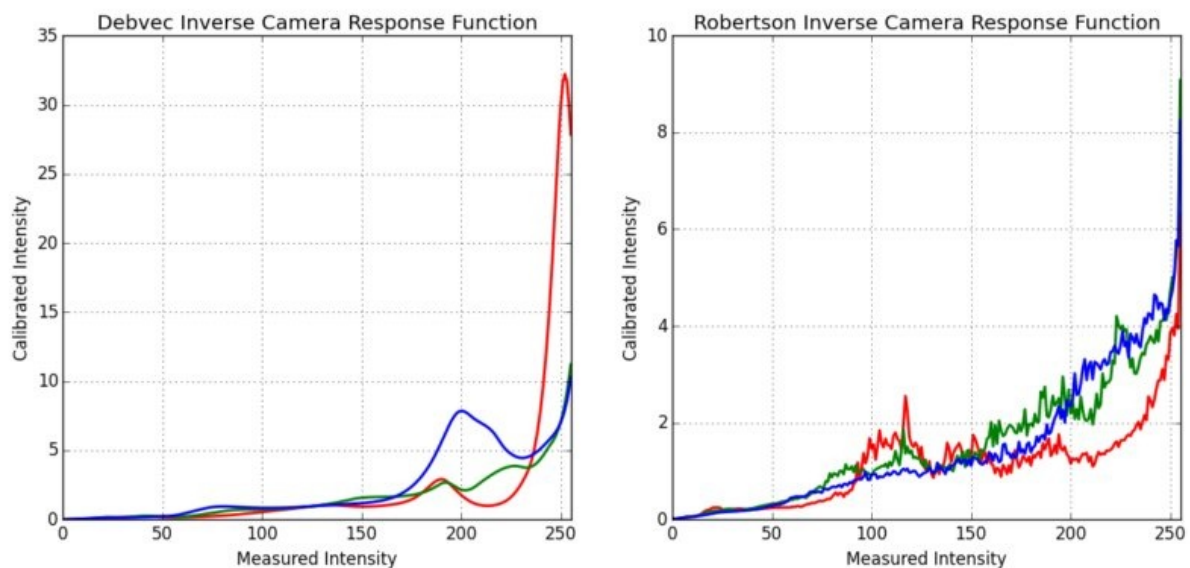 Debvec Inverse Camera Response Function
35
30
25
20
15
10
5
0
Calibrated Intensity
0 50 100 150 200 250
Measured Intensity
Robertson Inverse Camera Response Function
10
8
6
4
2
0
Calibrated Intensity
0 50 100 150 200 250
Measured Intensity